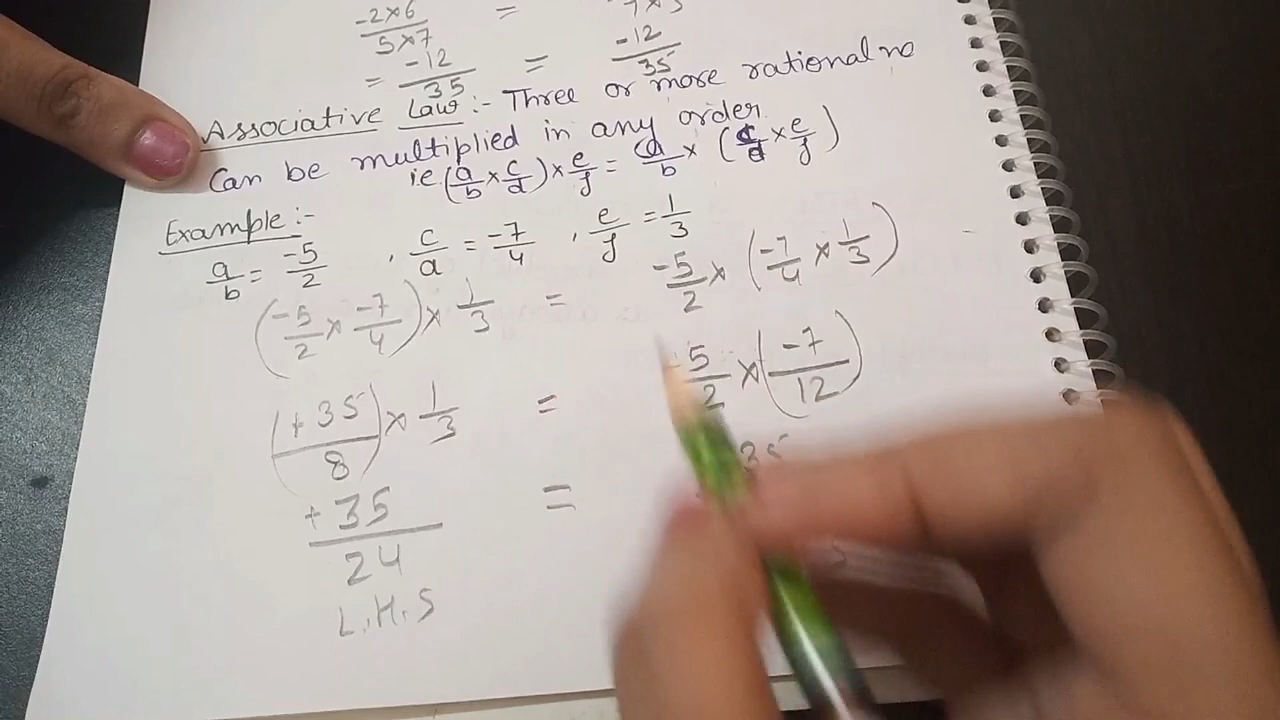 -2×6/5×7 =
= -12/35 = -12/35
Associative Law :- Three or more rational no
Can be multiplied in any order
i.e (a/b × c/d) × e/f = a/b × (c/d × e/f)
Example :-
a/b = -5/2 , c/d = -7/4 , e/f = 1/3
(-5/2 × -7/4) × 1/3 = -5/2 × (-7/4 × 1/3)
(+35/8) × 1/3 = -5/2 × (-7/12)
+35/24 = 35
L.H.S